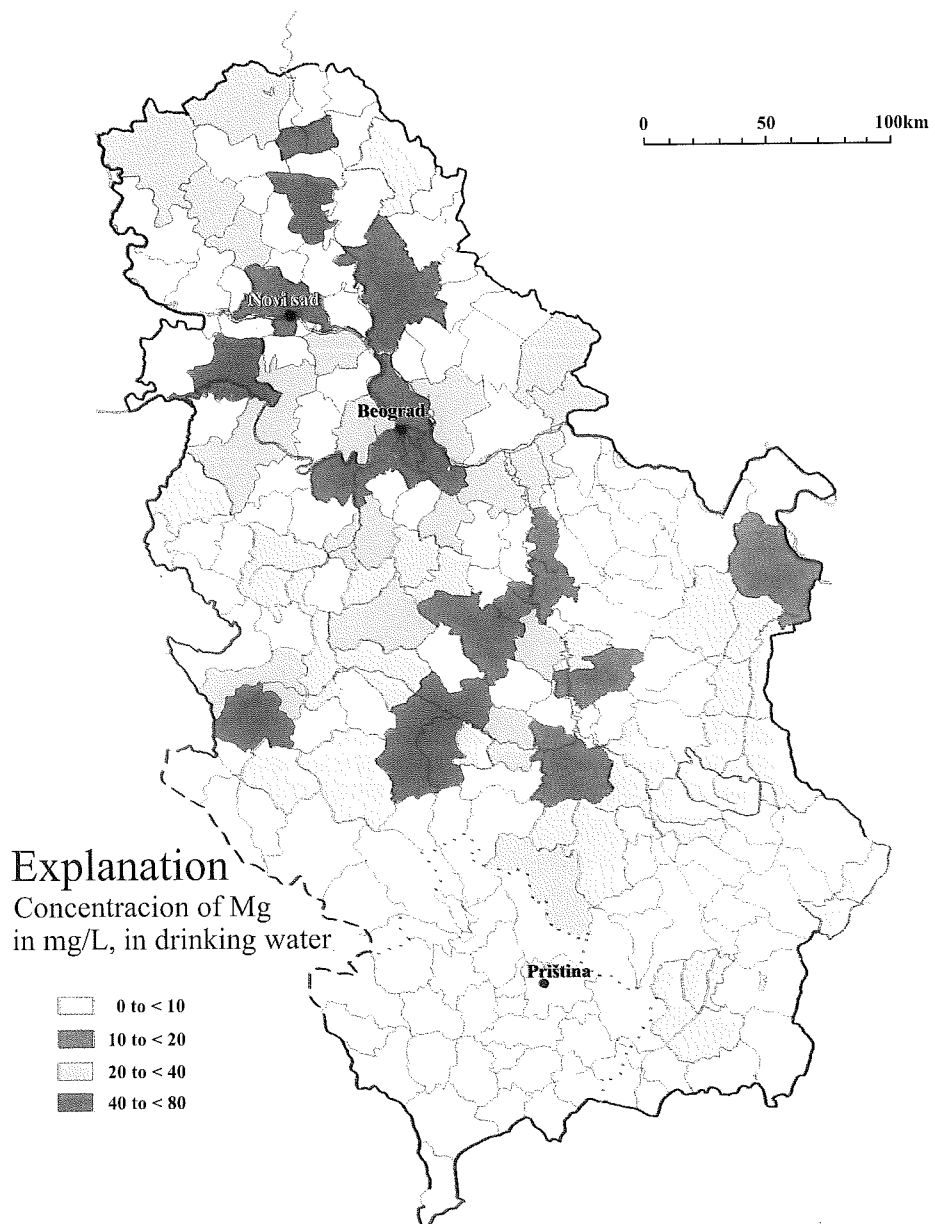 0 50 100km
Novi sad
Beograd
Explanation
Concentracion of Mg
in mg/L, in drinking water
Priština
0 to < 10
10 to < 20
20 to < 40
40 to < 80